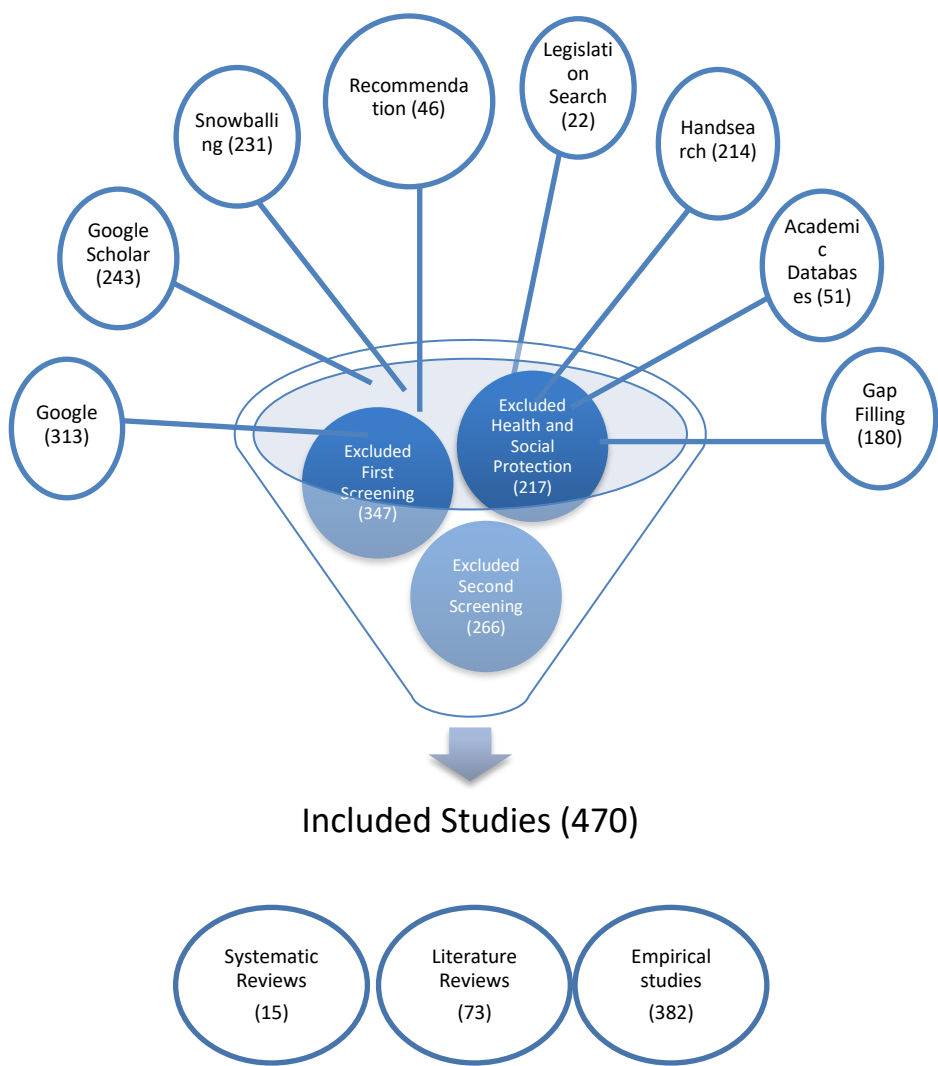 Google
(313)
Google
Scholar
(243)
Snowballi
ng (231)
Recommenda
tion (46)
Legislati
on
Search
(22)
Handsea
rch (214)
Academi
c
Databas
es (51)
Gap
Filling
(180)
Excluded
First
Screening
(347)
Excluded
Health and
Social
Protection
(217)
Excluded
Second
Screening
(266)
Included Studies (470)
Systematic
Reviews
(15)
Literature
Reviews
(73)
Empirical
studies
(382)